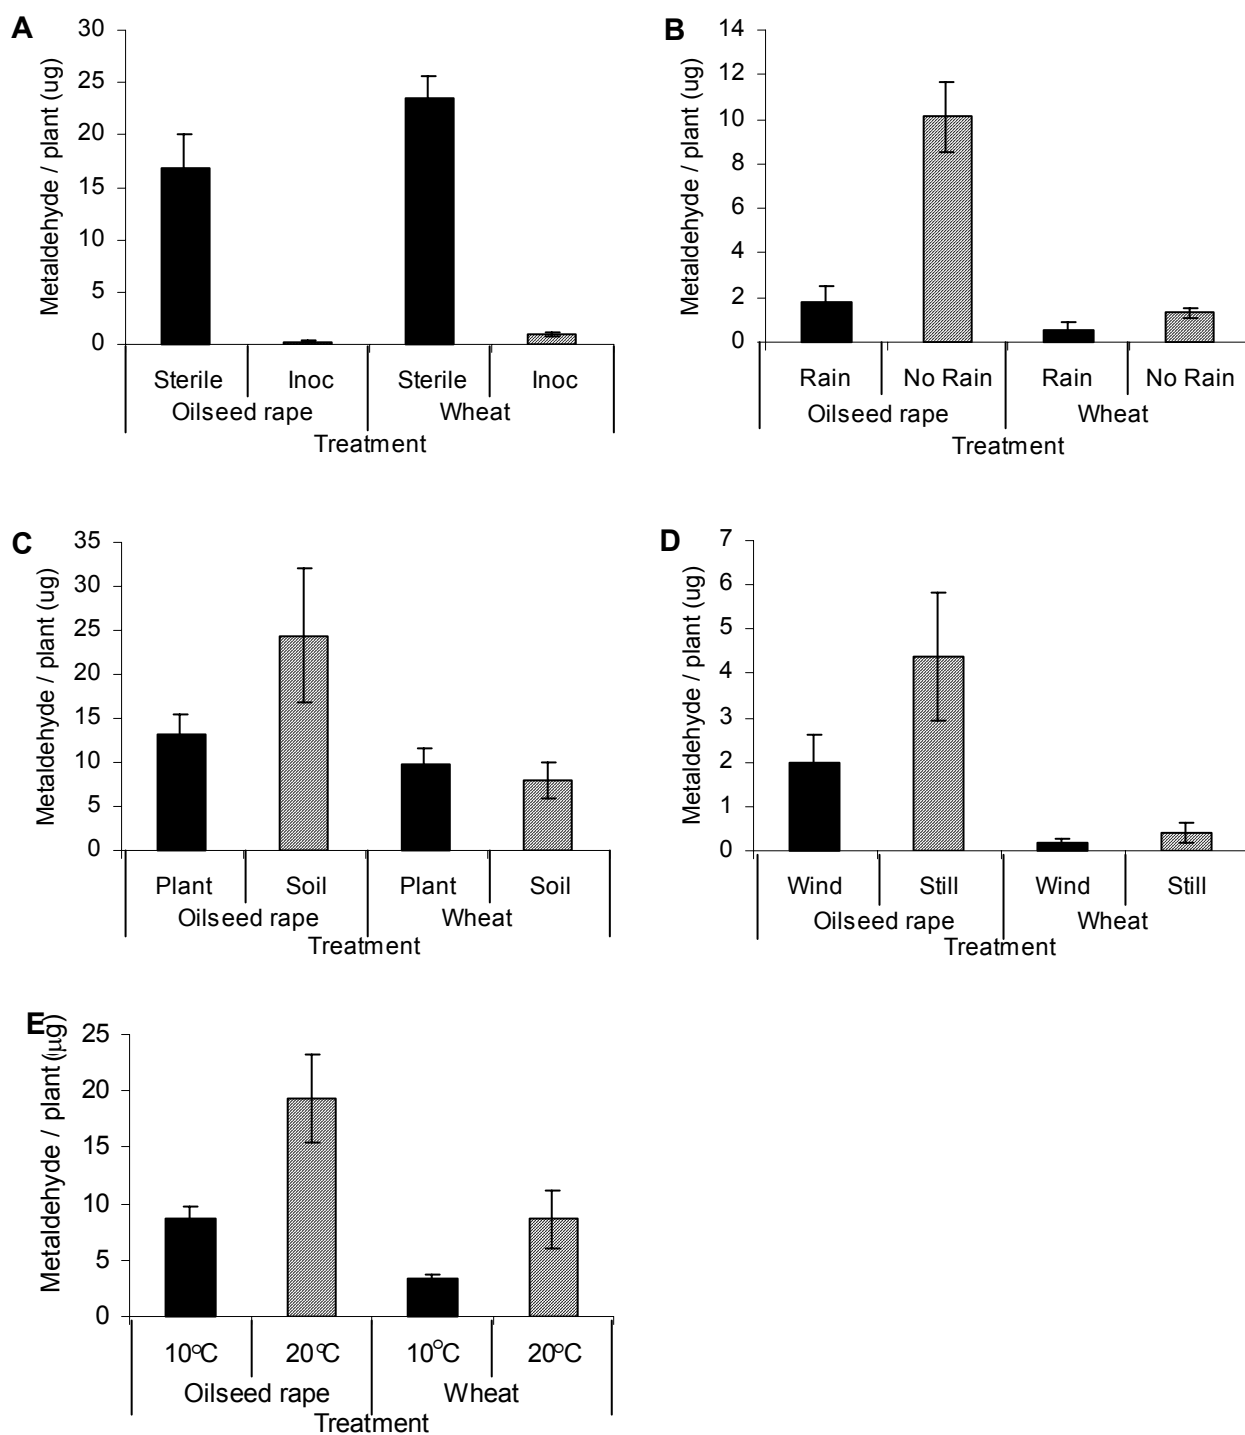 A
Metaldehyde / plant (ug)
30
25
20
15
10
5
0
Sterile Inoc Sterile Inoc
Oilseed rape Wheat
Treatment
B
Metaldehyde / plant (ug)
14
12
10
8
6
4
2
0
Rain No Rain Rain No Rain
Oilseed rape Wheat
Treatment
C
Metaldehyde / plant (ug)
35
30
25
20
15
10
5
0
Plant Soil Plant Soil
Oilseed rape Wheat
Treatment
D
Metaldehyde / plant (ug)
7
6
5
4
3
2
1
0
Wind Still Wind Still
Oilseed rape Wheat
Treatment
E
Metaldehyde / plant (µg)
25
20
15
10
5
0
10°C 20°C 10°C 20°C
Oilseed rape Wheat
Treatment